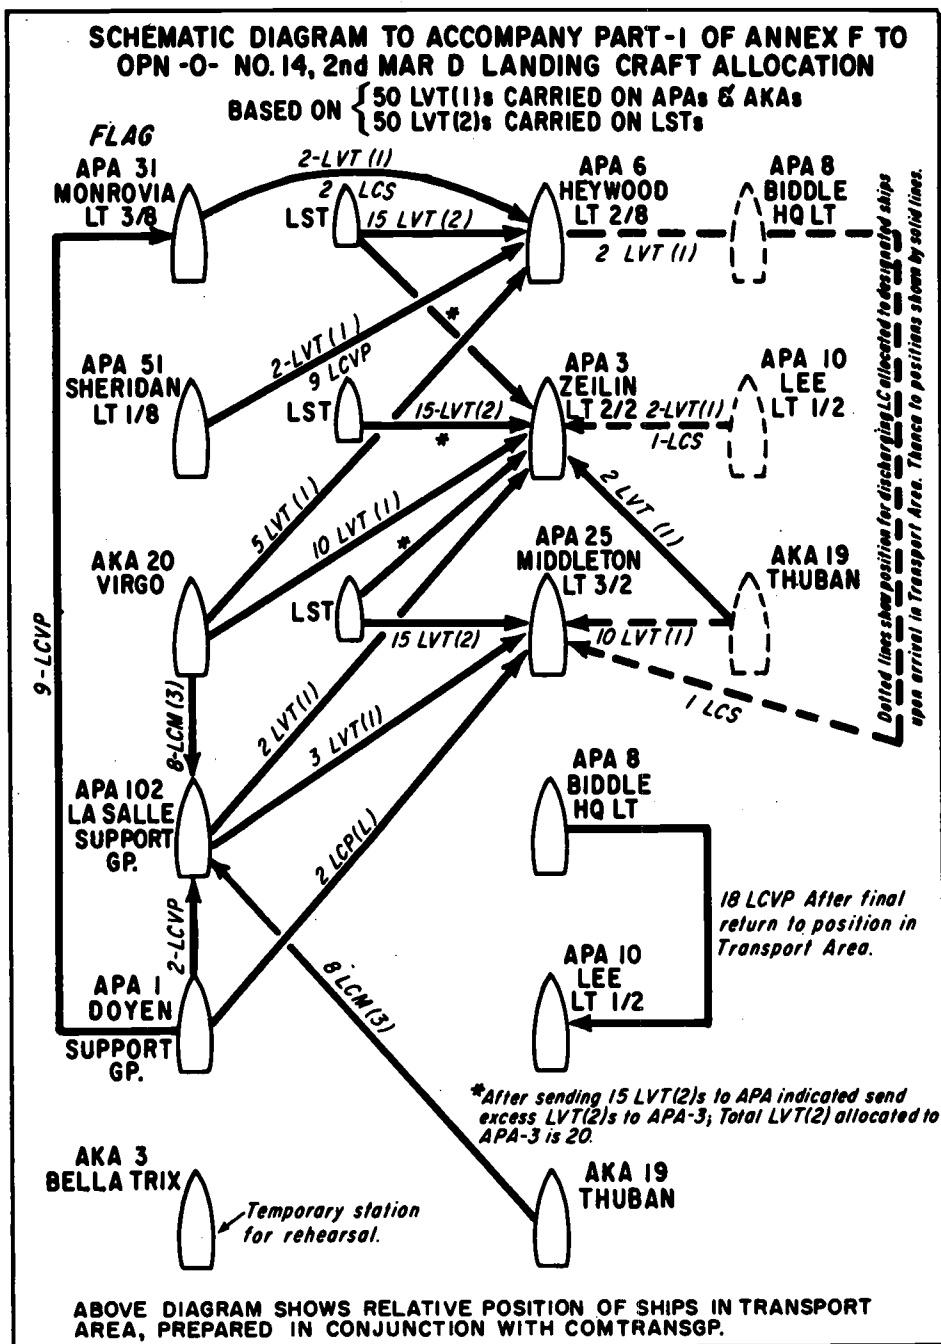 SCHEMATIC DIAGRAM TO ACCOMPANY PART-I OF ANNEX F TO
OPN -O- NO. 14, 2nd MAR D LANDING CRAFT ALLOCATION
BASED ON
50 LVT(1)s CARRIED ON APAs & AKAs
50 LVT(2)s CARRIED ON LSTs
FLAG
APA 31
MONROVIA
LT 3/8
2-LVT (1)
2 LCS
LST
15 LVT (2)
APA 6
HEYWOOD
LT 2/8
2 LVT (1)
APA 8
BIDDLE
HQ LT
Dotted lines show position for discharging LC allocated to designated ships
upon arrival in Transport Area. Thence to positions shown by solid lines.
*
APA 51
SHERIDAN
LT 1/8
2-LVT (1)
9 LCVP
LST
15-LVT(2)
*
APA 3
ZEILIN
LT 2/2
2-LVT(1)
1-LCS
APA 10
LEE
LT 1/2
5 LVT (1)
10 LVT (1)
*
2 LVT (1)
AKA 20
VIRGO
LST
15 LVT(2)
APA 25
MIDDLETON
LT 3/2
10 LVT (1)
AKA 19
THUBAN
1 LCS
9-LCVP
8-LCM(3)
2 LVT(1)
3 LVT(1)
2 LCP(L)
APA 102
LA SALLE
SUPPORT
GP.
APA 8
BIDDLE
HQ LT
18 LCVP After final
return to position in
Transport Area.
2-LCVP
8 LCM(3)
APA 1
DOYEN
SUPPORT
GP.
APA 10
LEE
LT 1/2
*After sending 15 LVT(2)s to APA indicated send
excess LVT(2)s to APA-3; Total LVT(2) allocated to
APA-3 is 20.
AKA 3
BELLA TRIX
Temporary station
for rehearsal.
AKA 19
THUBAN
ABOVE DIAGRAM SHOWS RELATIVE POSITION OF SHIPS IN TRANSPORT
AREA, PREPARED IN CONJUNCTION WITH COMTRANSGP.